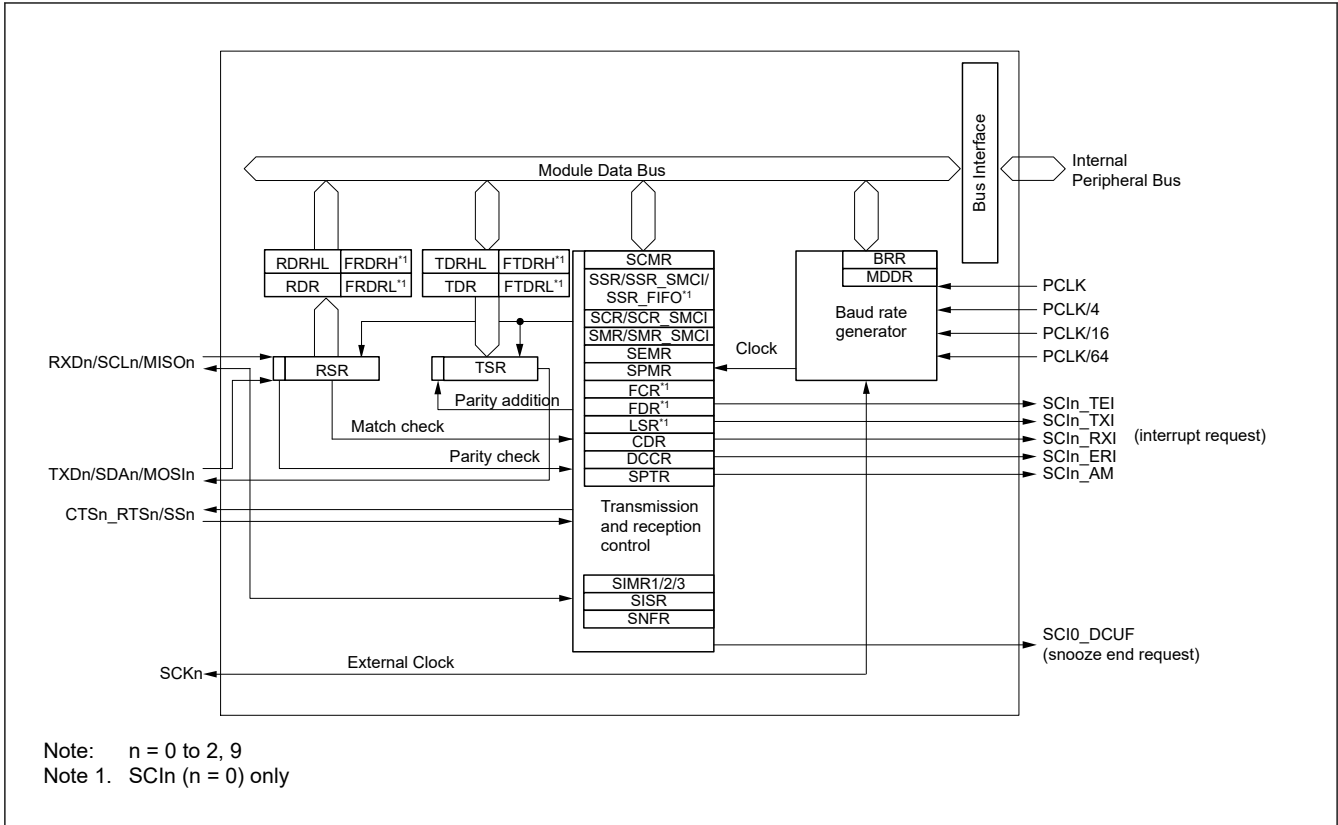 Bus Interface
Internal
Peripheral Bus
Module Data Bus
RDRHL FRDRH*1
RDR FRDRL*1
TDRHL FTDRH*1
TDR FTDRL*1
SCMR
SSR/SSR_SMCI/
SSR_FIFO*1
SCR/SCR_SMCI
SMR/SMR_SMCI
SEMR
SPMR
FCR*1
FDR*1
LSR*1
CDR
DCCR
SPTR
Transmission
and reception
control
SIMR1/2/3
SISR
SNFR
BRR
MDDR
Baud rate
generator
Clock
PCLK
PCLK/4
PCLK/16
PCLK/64
RXDn/SCLn/MISOn
RSR
TSR
Parity addition
Match check
Parity check
TXDn/SDAn/MOSIn
CTSn_RTSn/SSn
SCIn_TEI
SCIn_TXI
SCIn_RXI
(interrupt request)
SCIn_ERI
SCIn_AM
SCI0_DCUF
(snooze end request)
External Clock
SCKn
Note: n = 0 to 2, 9
Note 1. SCIn (n = 0) only